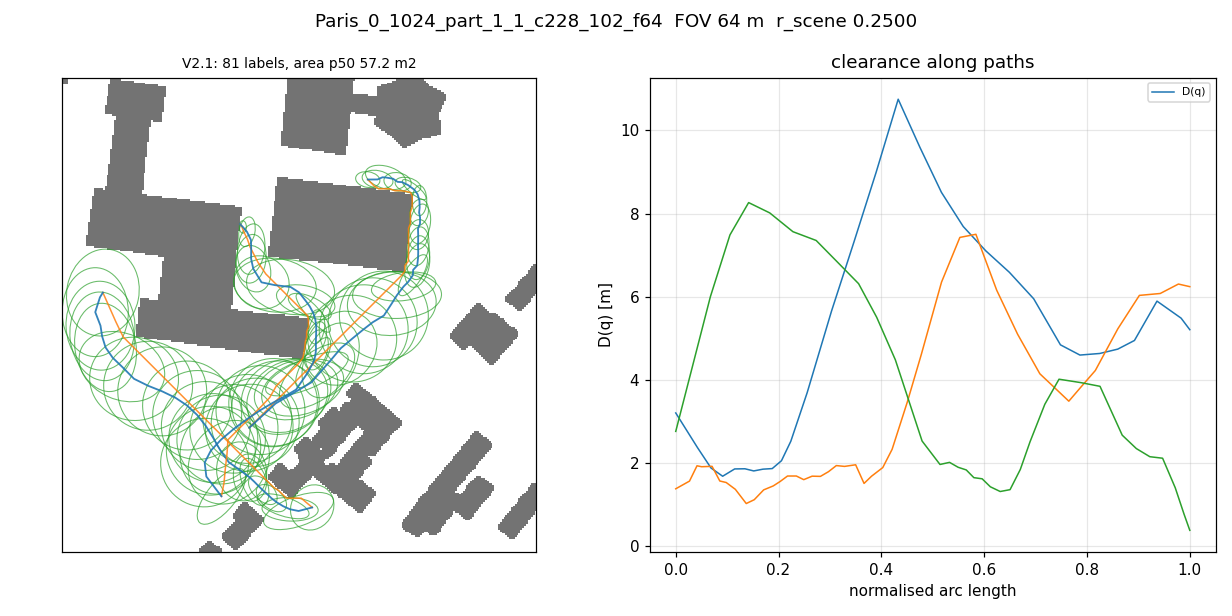 Paris_0_1024_part_1_1_c228_102_f64  FOV 64 m  r_scene 0.2500
V2.1: 81 labels, area p50 57.2 m2
clearance along paths
D(q)
D(q) [m]
10
8
6
4
2
0
0.0 0.2 0.4 0.6 0.8 1.0
normalised arc length